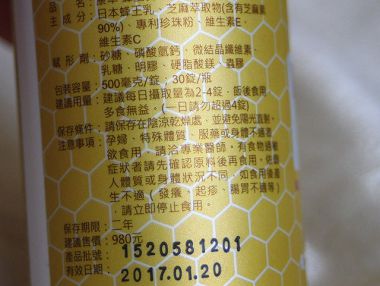 主成分：日本蜂王乳、芝麻萃取物(含有芝麻素
90%)、專利珍珠粉、維生素E、
維生素C
賦形劑：砂糖、磷酸氫鈣、微結晶纖維素、
乳糖、明膠、硬脂酸鎂、蟲膠
包裝容量：500毫克/錠；30錠/瓶
建議用量：建議每日攝取量為2-4錠，飯後食用
多食無益。(一日請勿超過4錠)
保存條件：請保存在陰涼乾燥處，並避免陽光直射。
注意事項：孕婦、特殊體質、服藥或身體不適者
欲食用，請洽專業醫師。有食物過敏
症狀者請先確認原料後再食用。依個
人體質或身體狀況不同，如食用後產
生不適（發癢、起疹、腸胃不適等）
，請立即停止食用。
保存期限：二年
建議售價：980元
產品批號：1520581201
有效日期：2017.01.20